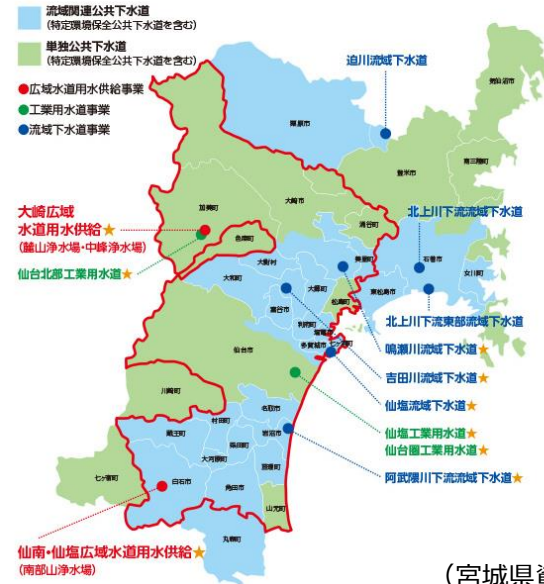 流域関連公共下水道
(特定環境保全公共下水道を含む)
単独公共下水道
(特定環境保全公共下水道を含む)
●広域水道用水供給事業
●工業用水道事業
●流域下水道事業
迫川流域下水道
気仙沼市
栗原市
南三陸町
登米市
大崎広域
水道用水供給★
(麓山浄水場・中峰浄水場)
仙台北部工業用水道★
加美町
大崎市
色麻町
涌谷町
美里町
北上川下流流域下水道
石巻市
女川町
大衡村
大和町
大郷町
松島町
東松島市
富谷市
利府町
塩竈市
多賀城市
七ヶ浜町
北上川下流東部流域下水道
鳴瀬川流域下水道★
吉田川流域下水道★
仙塩流域下水道★
仙台市
仙塩工業用水道★
仙台圏工業用水道★
川崎町
名取市
村田町
岩沼市
蔵王町
柴田町
大河原町
亘理町
阿武隈川下流流域下水道★
七ヶ宿町
白石市
角田市
山元町
丸森町
仙南・仙塩広域水道用水供給★
(南部山浄水場)
(宮城県資